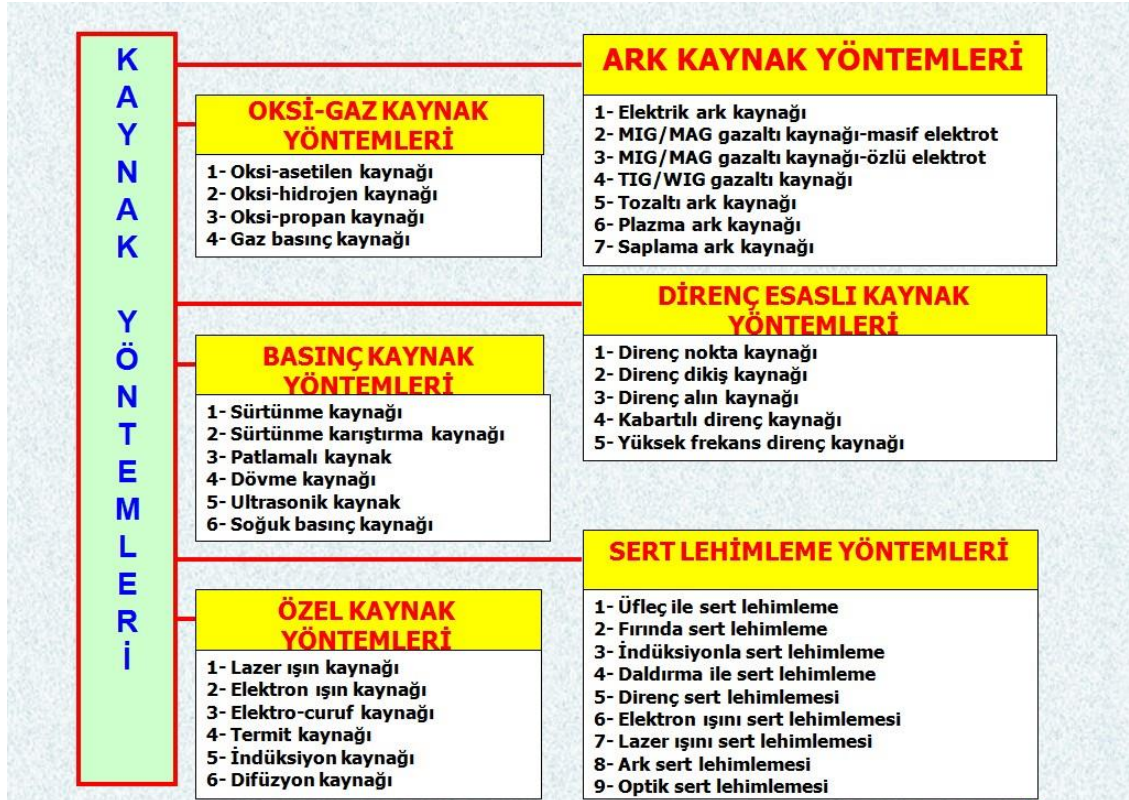 KAYNAK YÖNTEMLERİ
ARK KAYNAK YÖNTEMLERİ
1- Elektrik ark kaynağı
2- MIG/MAG gazaltı kaynağı-masif elektrot
3- MIG/MAG gazaltı kaynağı-özlü elektrot
4- TIG/WIG gazaltı kaynağı
5- Tozaltı ark kaynağı
6- Plazma ark kaynağı
7- Saplama ark kaynağı
OKSİ-GAZ KAYNAK
YÖNTEMLERİ
1- Oksi-asetilen kaynağı
2- Oksi-hidrojen kaynağı
3- Oksi-propan kaynağı
4- Gaz basınç kaynağı
DİRENÇ ESASLI KAYNAK
YÖNTEMLERİ
1- Direnç nokta kaynağı
2- Direnç dikiş kaynağı
3- Direnç alın kaynağı
4- Kabartılı direnç kaynağı
5- Yüksek frekans direnç kaynağı
BASINÇ KAYNAK
YÖNTEMLERİ
1- Sürtünme kaynağı
2- Sürtünme karıştırma kaynağı
3- Patlamalı kaynak
4- Dövme kaynağı
5- Ultrasonik kaynak
6- Soğuk basınç kaynağı
SERT LEHİMLEME YÖNTEMLERİ
1- Üfleç ile sert lehimleme
2- Fırında sert lehimleme
3- İndüksiyonla sert lehimleme
4- Daldırma ile sert lehimleme
5- Direnç sert lehimlemesi
6- Elektron ışını sert lehimlemesi
7- Lazer ışını sert lehimlemesi
8- Ark sert lehimlemesi
9- Optik sert lehimlemesi
ÖZEL KAYNAK
YÖNTEMLERİ
1- Lazer ışın kaynağı
2- Elektron ışın kaynağı
3- Elektro-curuf kaynağı
4- Termit kaynağı
5- İndüksiyon kaynağı
6- Difüzyon kaynağı